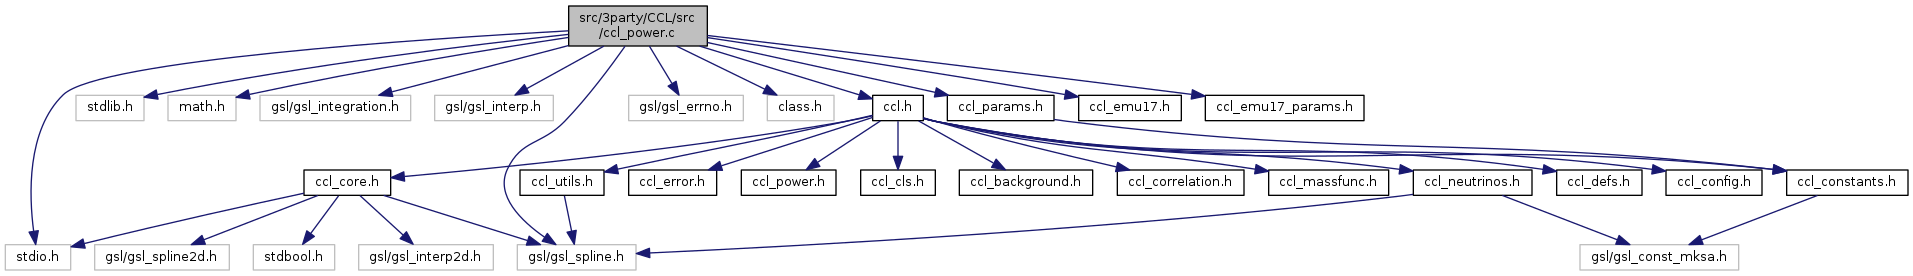 src/3party/CCL/src
/ccl_power.c
stdlib.h
math.h
gsl/gsl_integration.h
gsl/gsl_interp.h
gsl/gsl_errno.h
class.h
ccl.h
ccl_params.h
ccl_emu17.h
ccl_emu17_params.h
ccl_core.h
ccl_utils.h
ccl_error.h
ccl_power.h
ccl_cls.h
ccl_background.h
ccl_correlation.h
ccl_massfunc.h
ccl_neutrinos.h
ccl_defs.h
ccl_config.h
ccl_constants.h
stdio.h
gsl/gsl_spline2d.h
stdbool.h
gsl/gsl_interp2d.h
gsl/gsl_spline.h
gsl/gsl_const_mksa.h